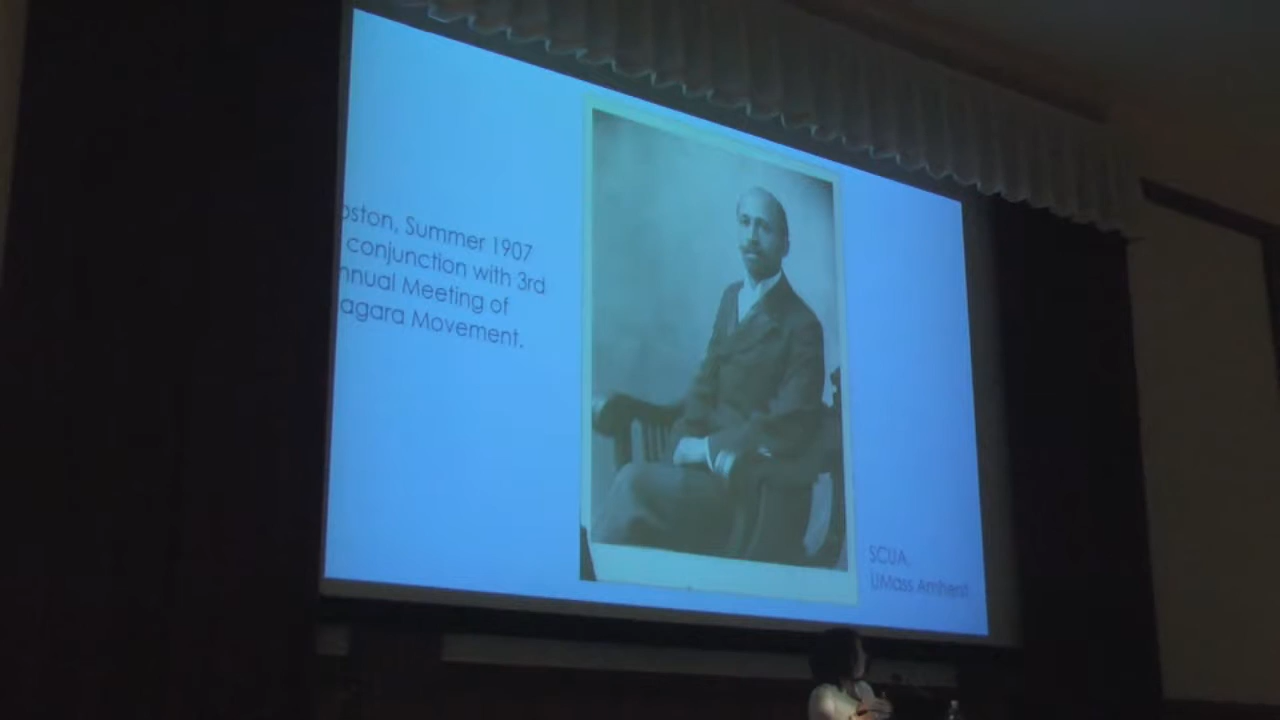 oston, Summer 1907
conjunction with 3rd
nnual Meeting of
agara Movement.
SCUA,
UMass Amherst